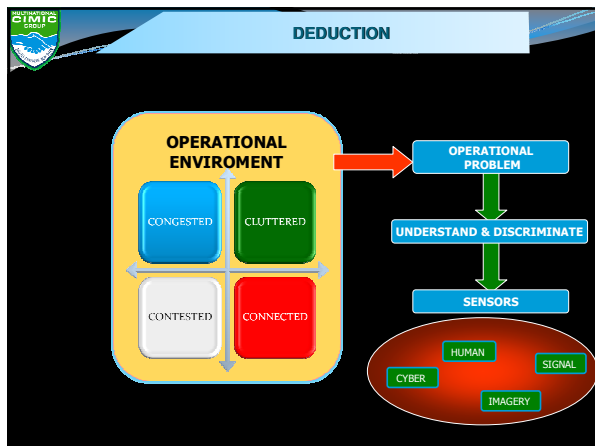 MULTINATIONAL
CIMIC
GROUP
DEDUCTION
OPERATIONAL
ENVIROMENT
CONGESTED
CLUTTERED
CONTESTED
CONNECTED
OPERATIONAL
PROBLEM
UNDERSTAND & DISCRIMINATE
SENSORS
HUMAN
SIGNAL
CYBER
IMAGERY